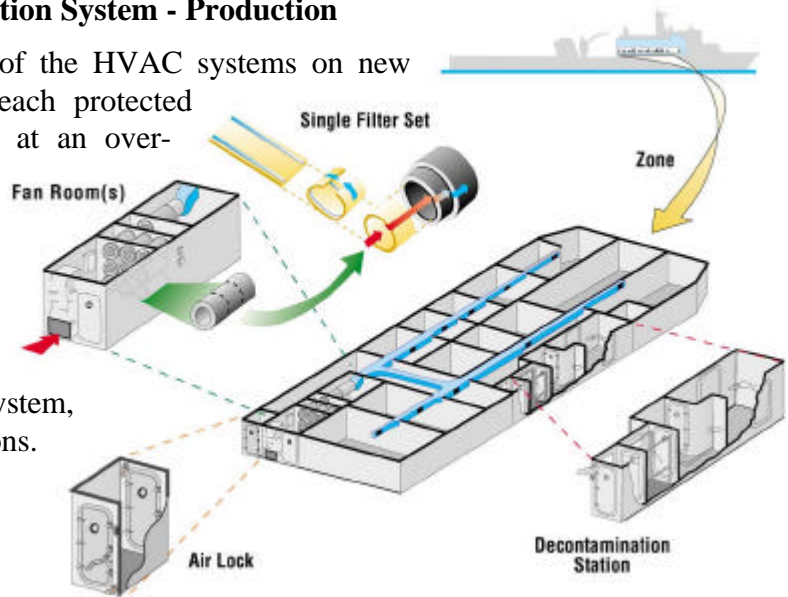 tion System - Production
of the HVAC systems on new
each protected
at an over-
Single Filter Set
Zone
Fan Room(s)
ystem,
ons.
Air Lock
Decontamination
Station